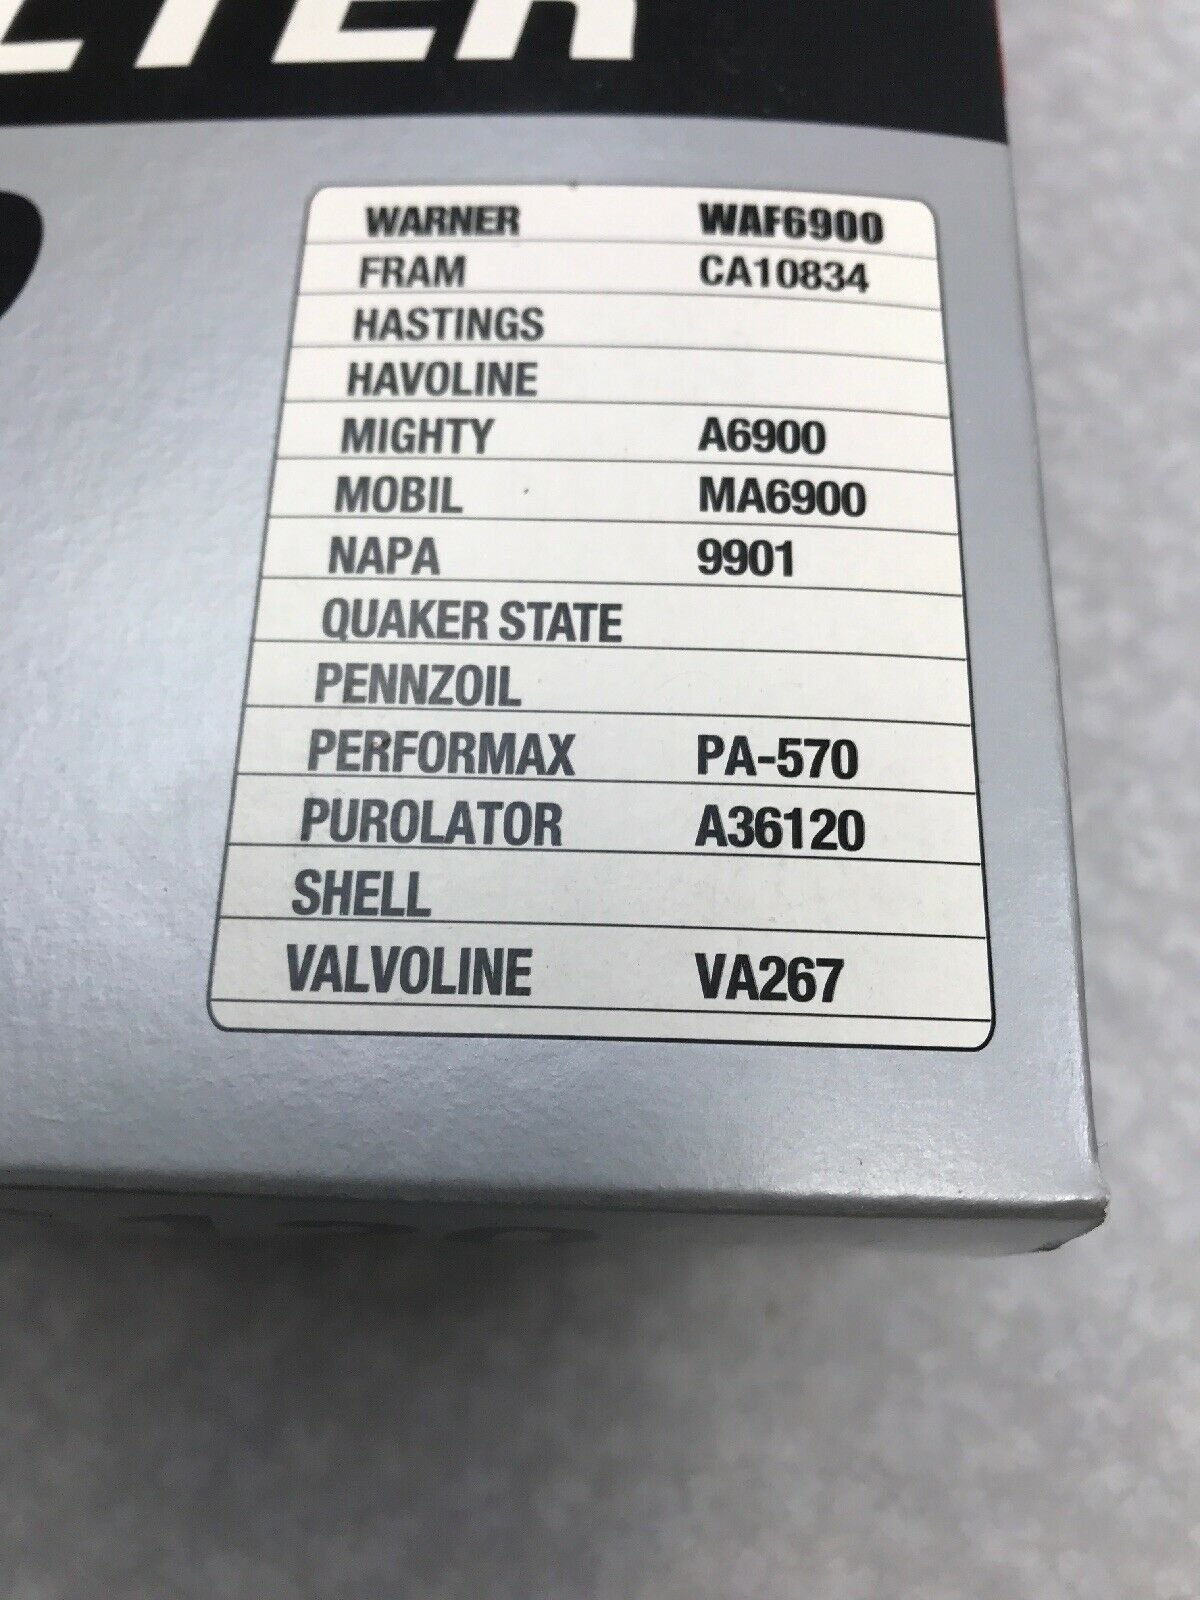 WARNER WAF6900
FRAM CA10834
HASTINGS
HAVOLINE
MIGHTY A6900
MOBIL MA6900
NAPA 9901
QUAKER STATE
PENNZOIL
PERFORMAX PA-570
PUROLATOR A36120
SHELL
VALVOLINE VA267